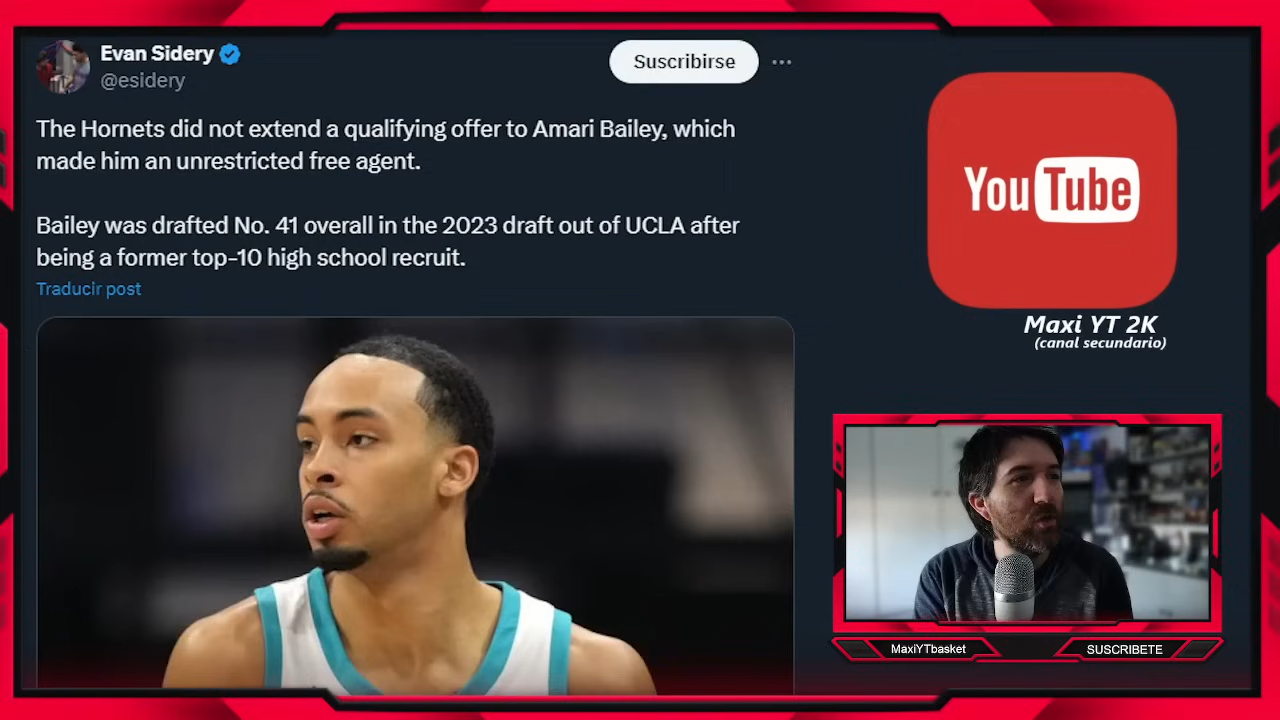 Evan Sidery
@esidery
Suscribirse
The Hornets did not extend a qualifying offer to Amari Bailey, which
made him an unrestricted free agent.
Bailey was drafted No. 41 overall in the 2023 draft out of UCLA after
being a former top-10 high school recruit.
Traducir post
YouTube
Maxi YT 2K
(canal secundario)
MaxiYTbasket
SUSCRIBETE